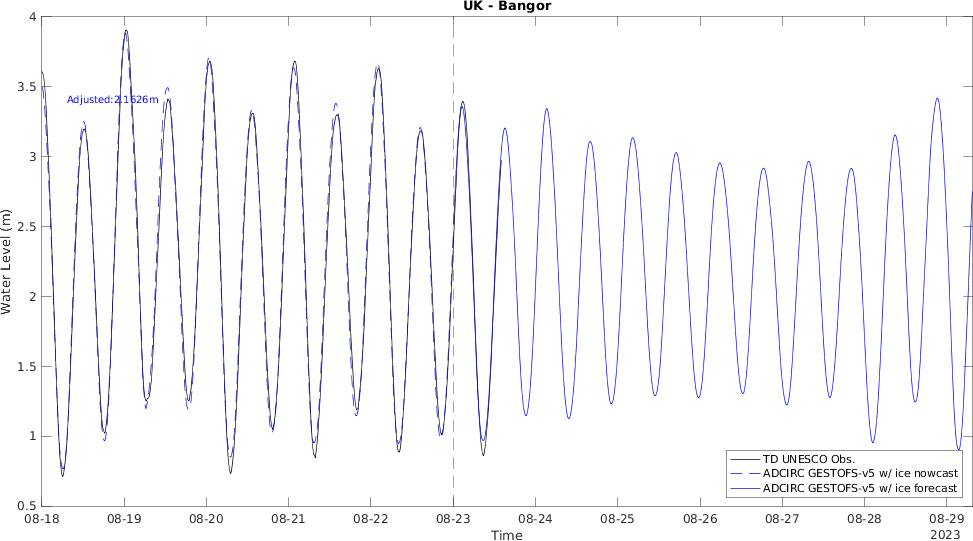 UK - Bangor
4
3.5
3
2.5
2
1.5
1
0.5
Water Level (m)
Adjusted:2.1626m
TD UNESCO Obs.
ADCIRC GESTOFS-v5 w/ ice nowcast
ADCIRC GESTOFS-v5 w/ ice forecast
08-18 08-19 08-20 08-21 08-22 08-23 08-24 08-25 08-26 08-27 08-28 08-29
Time
2023